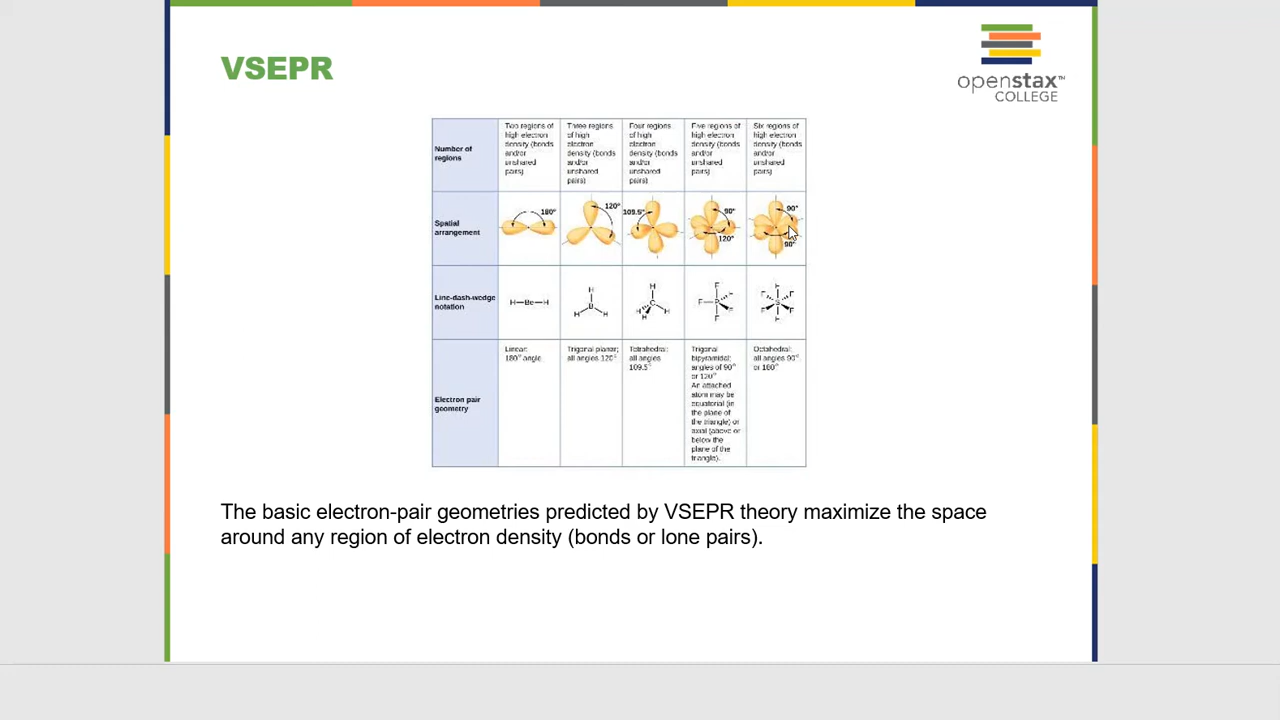 VSEPR
openstax™
COLLEGE
Number of
regions
Two regions of
high electron
density (bonds
and/or
unshared
pairs)
Three regions
of high
electron
density (bonds
and/or
unshared
pairs)
Four regions
of high
electron
density (bonds
and/or
unshared
pairs)
Five regions of
high electron
density (bonds
and/or
unshared
pairs)
Six regions of
high electron
density (bonds
and/or
unshared
pairs)
Spatial
arrangement
180°
120°
109.5°
90°
120°
90°
90°
Line-dash-wedge
notation
H—Be—H
H
B
H H
H
C
H H
H
F
F—P F
F
F
F
F F
S
F F
F
Electron pair
geometry
Linear;
180° angle
Trigonal planar;
all angles 120°
Tetrahedral;
all angles
109.5°
Trigonal
bipyramidal;
angles of 90°
or 120°
An attached
atom may be
equatorial (in
the plane of
the triangle) or
axial (above or
below the
plane of the
triangle).
Octahedral;
all angles 90°
or 180°
The basic electron-pair geometries predicted by VSEPR theory maximize the space
around any region of electron density (bonds or lone pairs).